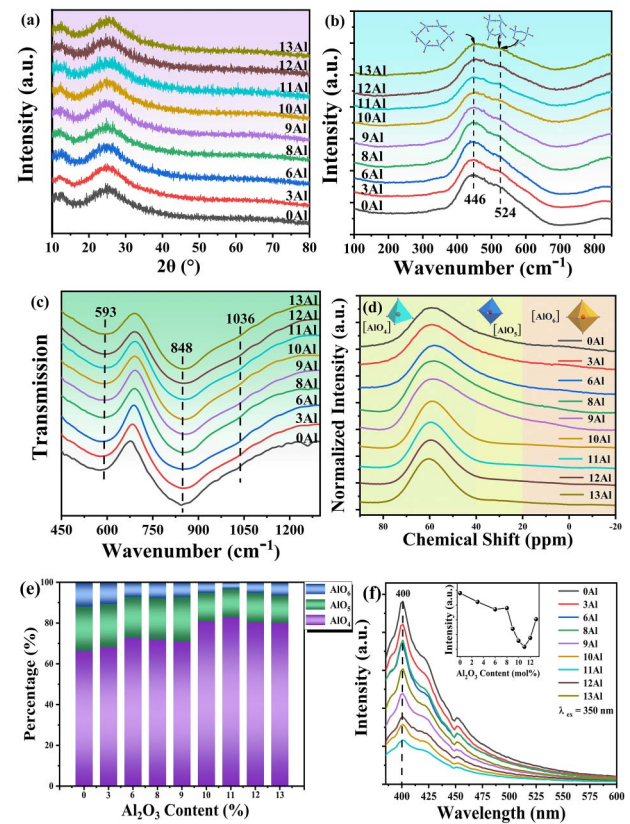 (a)
Intensity (a.u.)
13Al
12Al
11Al
10Al
9Al
8Al
6Al
3Al
0Al
10 20 30 40 50 60 70 80
2θ (°)
(b)
Intensity (a.u.)
13Al
12Al
11Al
10Al
9Al
8Al
6Al
3Al
0Al
446
524
100 300 500 700 900
Wavenumber (cm⁻¹)
(c)
Transmission
593
848
1036
13Al
12Al
11Al
10Al
9Al
8Al
6Al
3Al
0Al
450 600 750 900 1050 1200
Wavenumber (cm⁻¹)
(d)
Normalized Intensity (a.u.)
[AlO₄]
[AlO₅]
[AlO₆]
0Al
3Al
6Al
8Al
9Al
10Al
11Al
12Al
13Al
80 60 40 20 0 -20
Chemical Shift (ppm)
(e)
Percentage (%)
100
80
60
40
20
0
AlO₆
AlO₅
AlO₄
0 3 6 8 9 10 11 12 13
Al₂O₃ Content (%)
(f)
Intensity (a.u.)
400
Intensity (a.u.)
0 2 4 6 8 10 12
Al₂O₃ Content (mol%)
0Al
3Al
6Al
8Al
9Al
10Al
11Al
12Al
13Al
λ ex = 350 nm
400 425 450 475 500 525 550 575 600
Wavelength (nm)